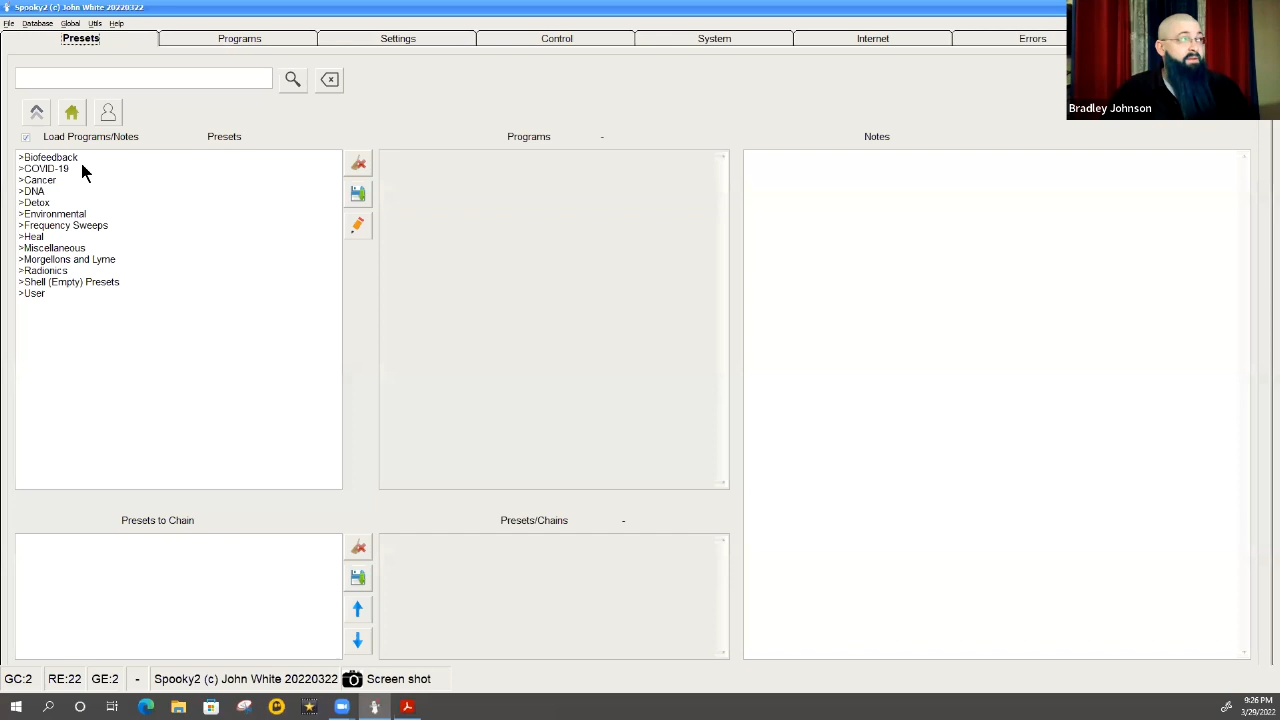 Spooky2 (c) John White 20220322
File Database Global Utils Help
Presets Programs Settings Control System Internet Errors
Bradley Johnson
Load Programs/Notes Presets Programs - Notes
>Biofeedback
>COVID-19
>Cancer
>DNA
>Detox
>Environmental
>Frequency Sweeps
>Heal
>Miscellaneous
>Morgellons and Lyme
>Radionics
>Shell (Empty) Presets
>User
Presets to Chain Presets/Chains -
GC:2 RE:22 GE:2 - Spooky2 (c) John White 20220322 Screen shot
9:26 PM
3/29/2022